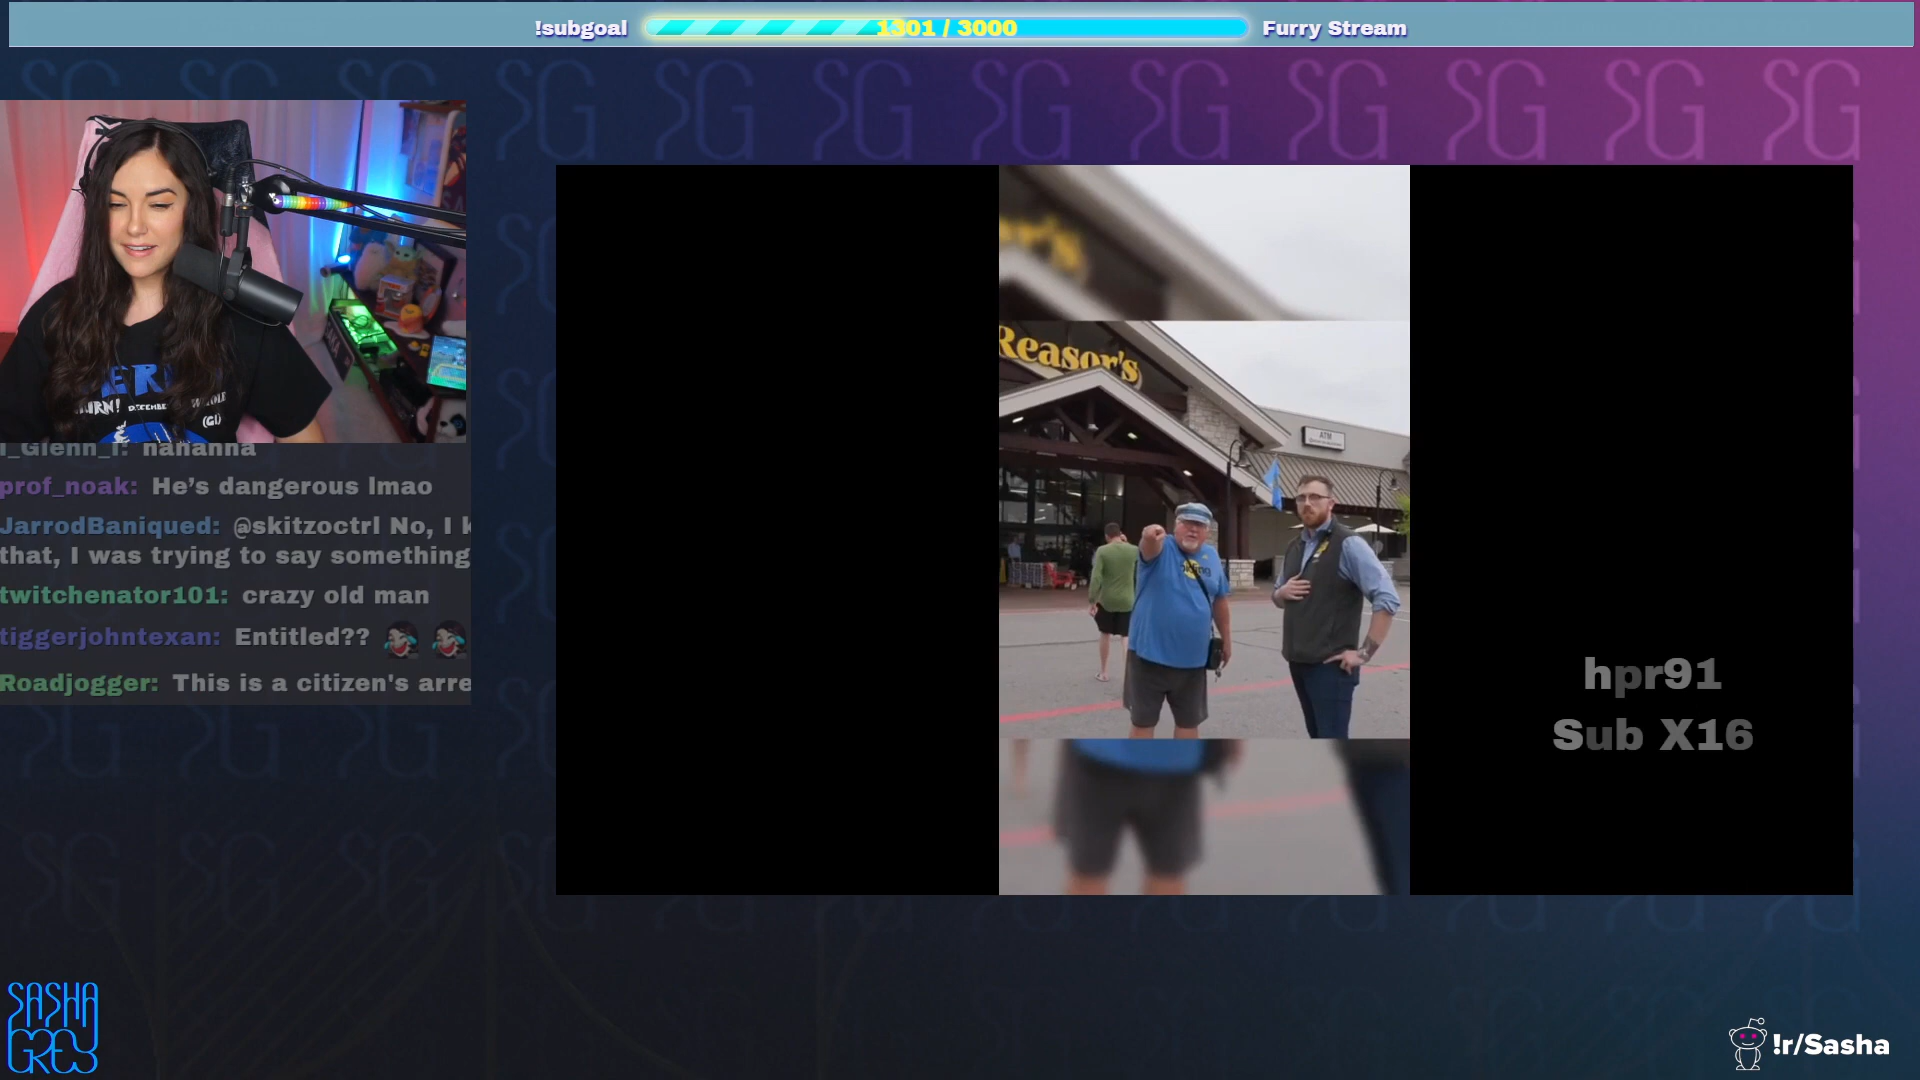 !subgoal 1301 / 3000 Furry Stream
prof_noak: He's dangerous lmao
JarrodBaniqued: @skitzoctrl No, I k
that, I was trying to say something
twitchenator101: crazy old man
tiggerjohntexan: Entitled??
Roadjogger: This is a citizen's arre
Reasor's
ATM
hpr91
Sub X16
SASHA
GREY
!r/Sasha